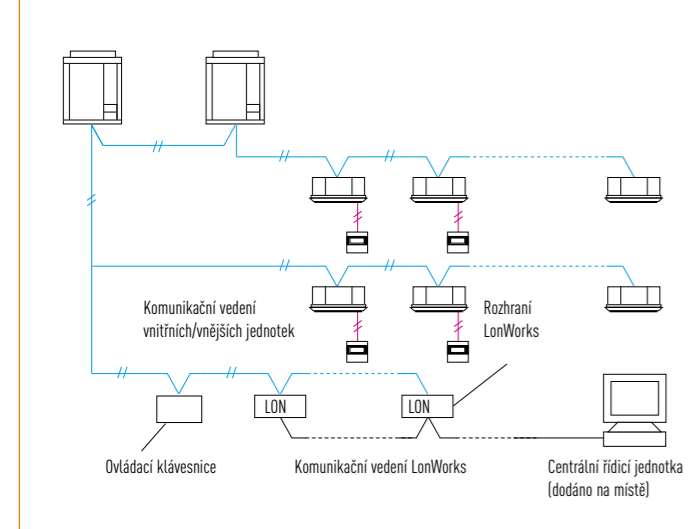 Komunikační vedení
vnitřních/vnějších jednotek
Rozhraní
LonWorks
LON
LON
Ovládací klávesnice
Komunikační vedení LonWorks
Centrální řídicí jednotka
(dodáno na místě)